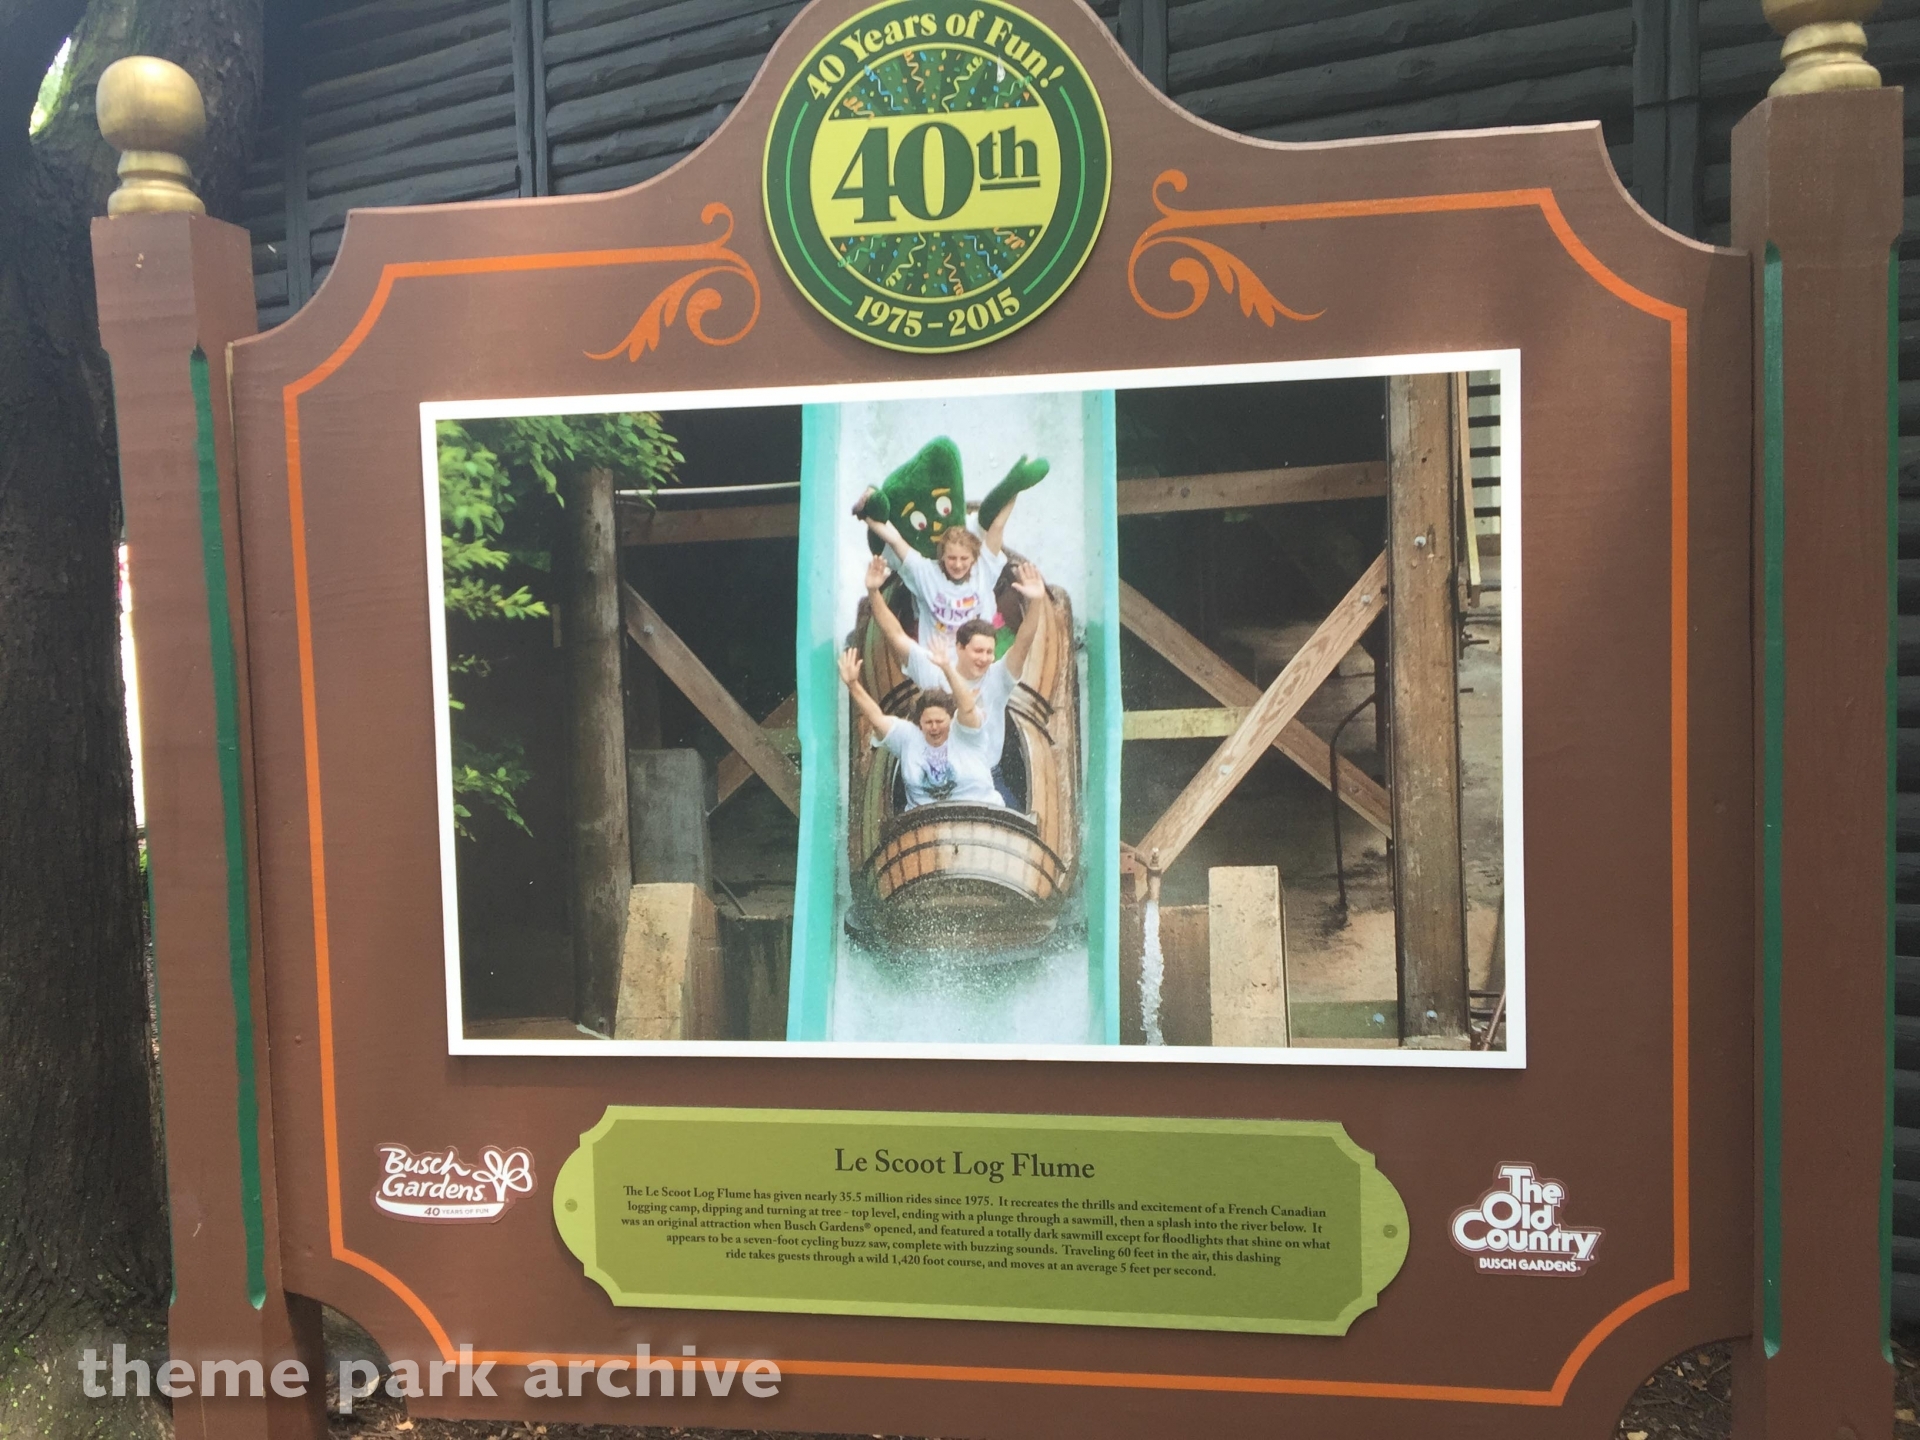 40 Years of Fun!
40th
1975-2015
Le Scoot Log Flume
The Le Scoot Log Flume has given nearly 35.5 million rides since 1975. It recreates the thrills and excitement of a French Canadian
logging camp, dipping and turning at tree - top level, ending with a plunge through a sawmill, then a splash into the river below. It
was an original attraction when Busch Gardens® opened, and featured a totally dark sawmill except for floodlights that shine on what
appears to be a seven-foot cycling buzz saw, complete with buzzing sounds. Traveling 60 feet in the air, this dashing
ride takes guests through a wild 1,420 foot course, and moves at an average 5 feet per second.
Busch
Gardens
40 YEARS OF FUN
The
Old
Country
BUSCH GARDENS
theme park archive